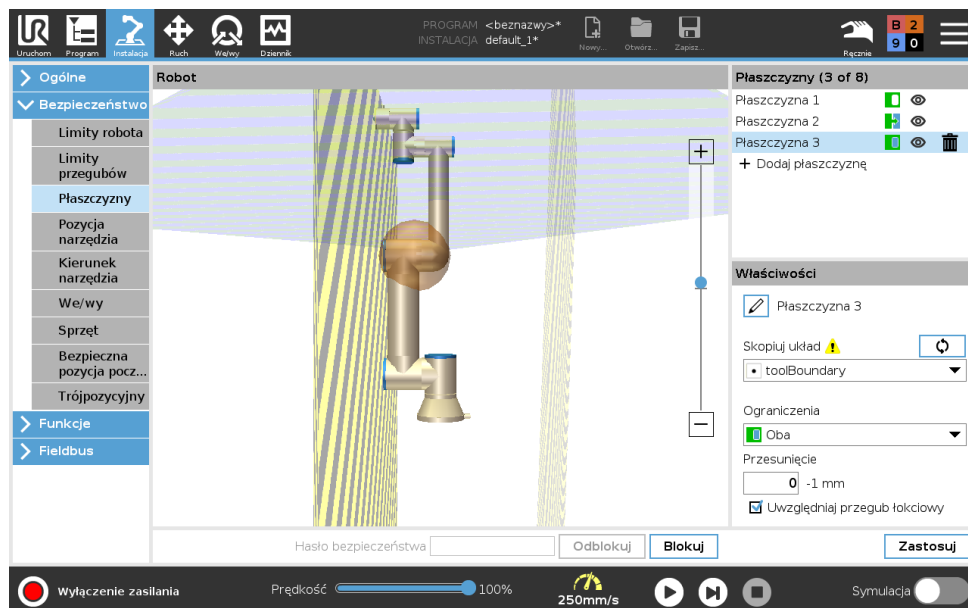 PROGRAM <beznazwy>*
INSTALACJA default_1*
Uruchom Program Instalacja Ruch We/wy Dziennik Nowy... Otwórz... Zapisz... Ręcznie
B 2
9 0
Ogólne
Bezpieczeństwo
Limity robota
Limity
przegubów
Płaszczyzny
Pozycja
narzędzia
Kierunek
narzędzia
We/wy
Sprzęt
Bezpieczna
pozycja pocz...
Trójpozycyjny
Funkcje
Fieldbus
Robot
Płaszczyzny (3 of 8)
Płaszczyzna 1
Płaszczyzna 2
Płaszczyzna 3
+ Dodaj płaszczyznę
Właściwości
Płaszczyzna 3
Skopiuj układ
toolBoundary
Ograniczenia
Oba
Przesunięcie
0 -1 mm
Uwzględniaj przegub łokciowy
Hasło bezpieczeństwa Odblokuj Blokuj Zastosuj
Wyłączenie zasilania Prędkość 100% 250mm/s Symulacja